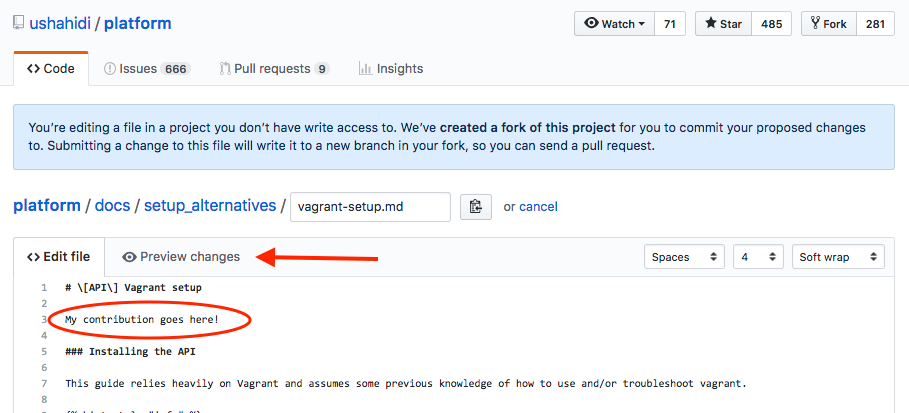 ushahidi / platform
Watch 71 Star 485 Fork 281
Code Issues 666 Pull requests 9 Insights
You’re editing a file in a project you don’t have write access to. We’ve created a fork of this project for you to commit your proposed changes
to. Submitting a change to this file will write it to a new branch in your fork, so you can send a pull request.
platform / docs / setup_alternatives / vagrant-setup.md or cancel
Edit file Preview changes Spaces 4 Soft wrap
1 # \[API\] Vagrant setup
2
3 My contribution goes here!
4
5 ### Installing the API
6
7 This guide relies heavily on Vagrant and assumes some previous knowledge of how to use and/or troubleshoot vagrant.
8